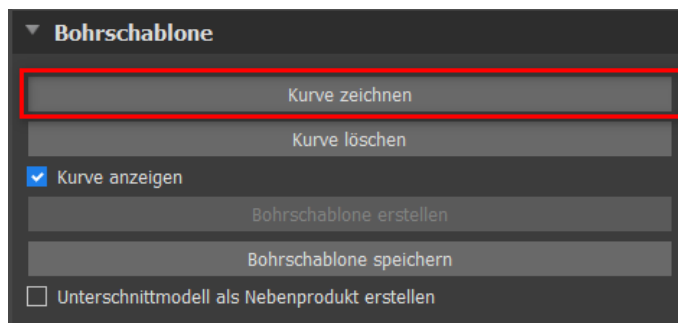 Bohrschablone
Kurve zeichnen
Kurve löschen
Kurve anzeigen
Bohrschablone erstellen
Bohrschablone speichern
Unterschnittmodell als Nebenprodukt erstellen